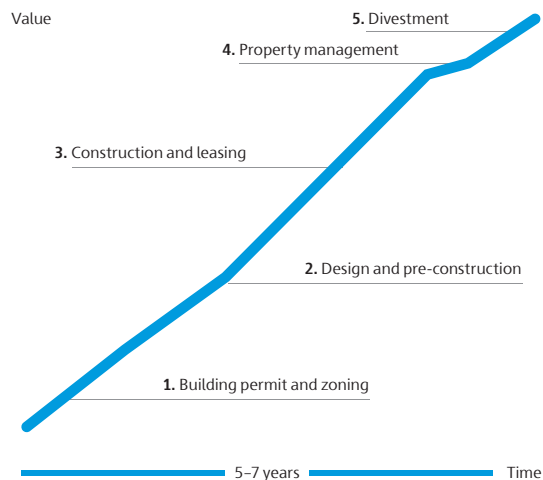 Value
5. Divestment
4. Property management
3. Construction and leasing
2. Design and pre-construction
1. Building permit and zoning
5–7 years
Time